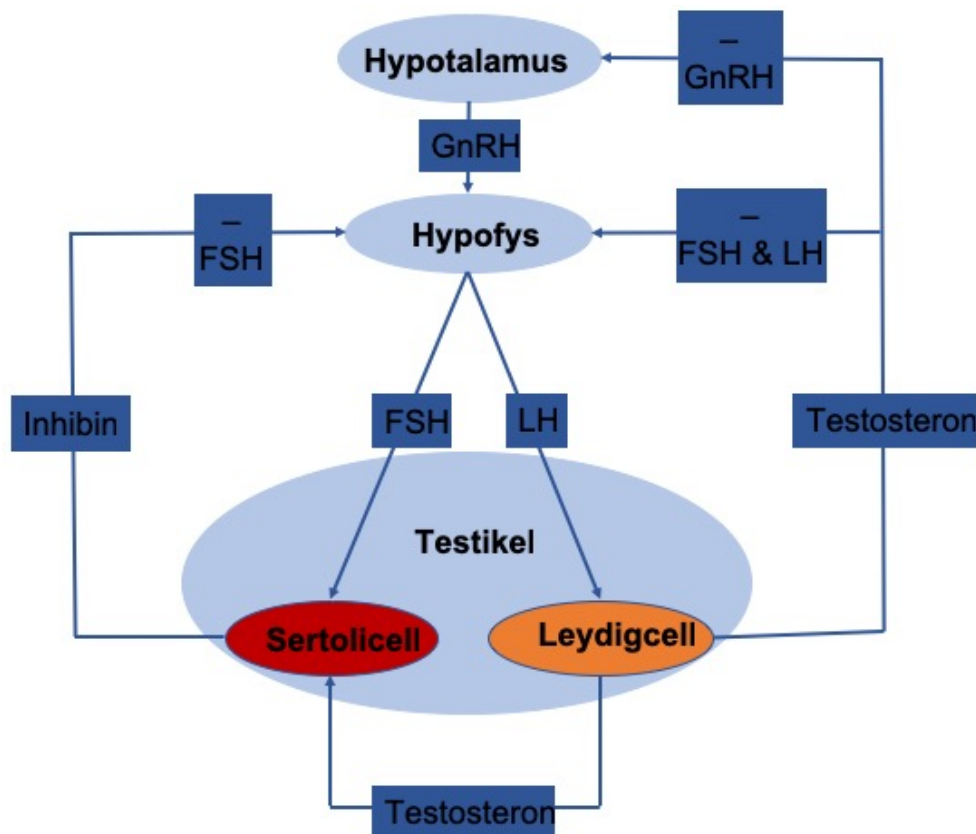 –
GnRH
Hypotalamus
GnRH
–
FSH
Hypofys
–
FSH & LH
Inhibin
FSH
LH
Testosteron
Testikel
Sertolicell
Leydigcell
Testosteron